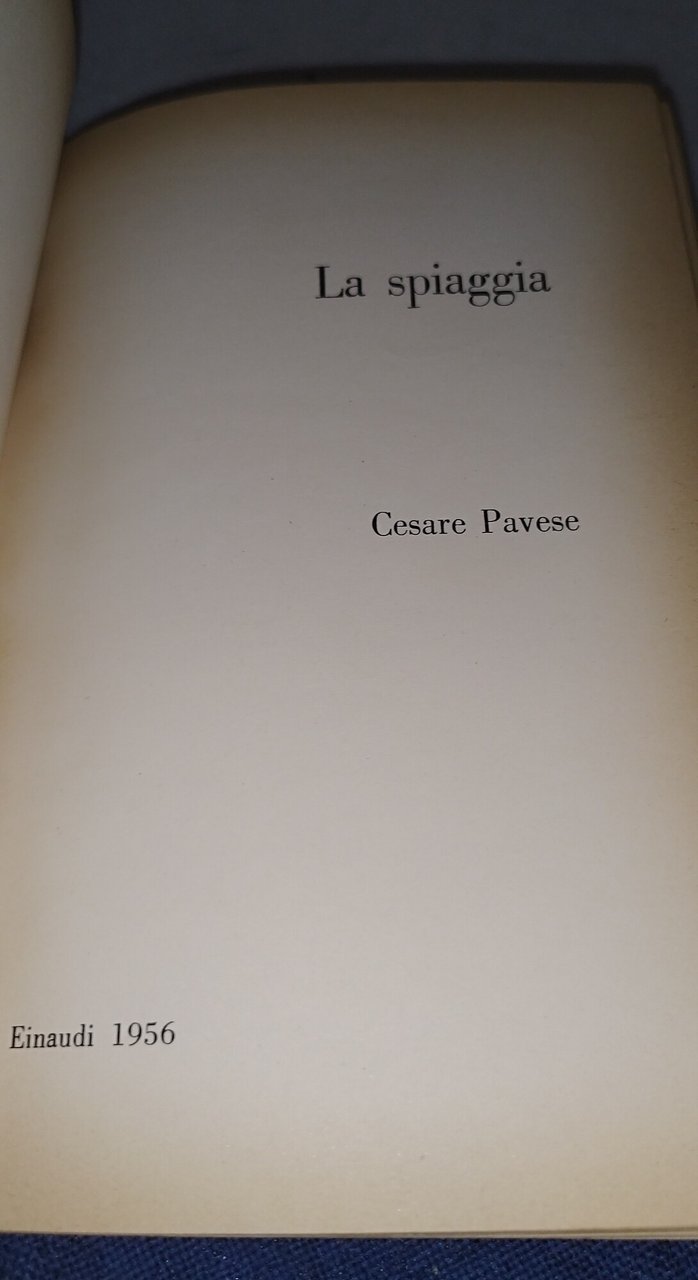 La spiaggia
Cesare Pavese
Einaudi 1956